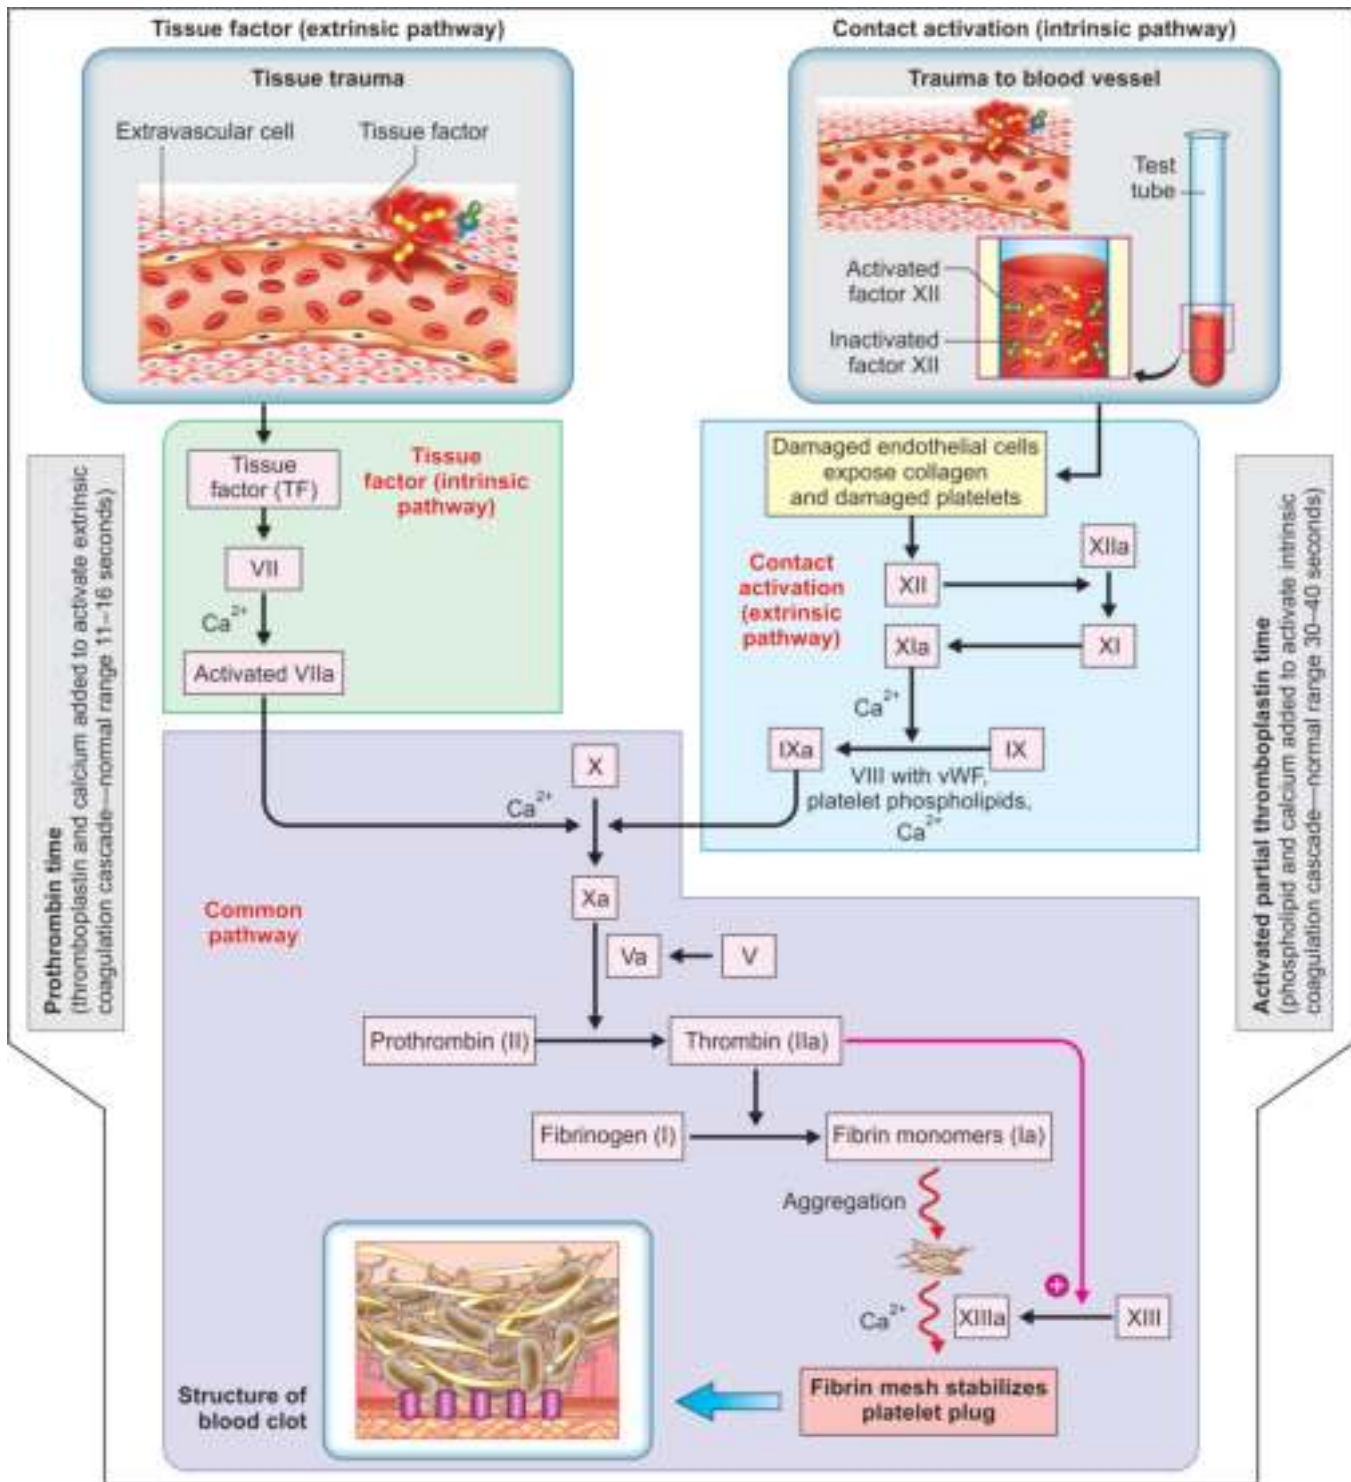 Tissue factor (extrinsic pathway)
Tissue trauma
Extravascular cell
Tissue factor
Contact activation (intrinsic pathway)
Trauma to blood vessel
Test
tube
Activated
factor XII
Inactivated
factor XII
Prothrombin time
(thromboplastin and calcium added to activate extrinsic
coagulation cascade—normal range 11–16 seconds)
Tissue
factor (TF)
Tissue
factor (intrinsic
pathway)
VII
Ca2+
Activated VIIa
Damaged endothelial cells
expose collagen
and damaged platelets
Contact
activation
(extrinsic
pathway)
XII
XIIa
XIa
XI
Ca2+
IXa
IX
VIII with vWF,
platelet phospholipids,
Ca2+
Activated partial thromboplastin time
(phospholipid and calcium added to activate intrinsic
coagulation cascade—normal range 30–40 seconds)
X
Ca2+
Xa
Common
pathway
Va
V
Prothrombin (II)
Thrombin (IIa)
Fibrinogen (I)
Fibrin monomers (Ia)
Aggregation
+
Ca2+
XIIIa
XIII
Fibrin mesh stabilizes
platelet plug
Structure of
blood clot